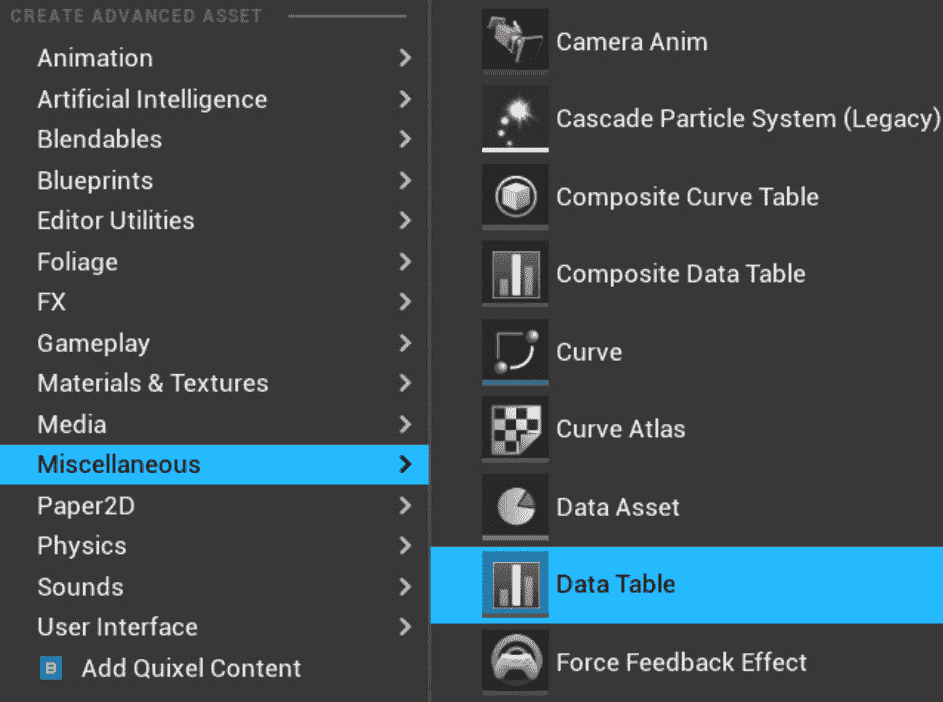 CREATE ADVANCED ASSET
Animation
Artificial Intelligence
Blendables
Blueprints
Editor Utilities
Foliage
FX
Gameplay
Materials & Textures
Media
Miscellaneous
Paper2D
Physics
Sounds
User Interface
B
Add Quixel Content
Camera Anim
Cascade Particle System (Legacy)
Composite Curve Table
Composite Data Table
Curve
Curve Atlas
Data Asset
Data Table
Force Feedback Effect